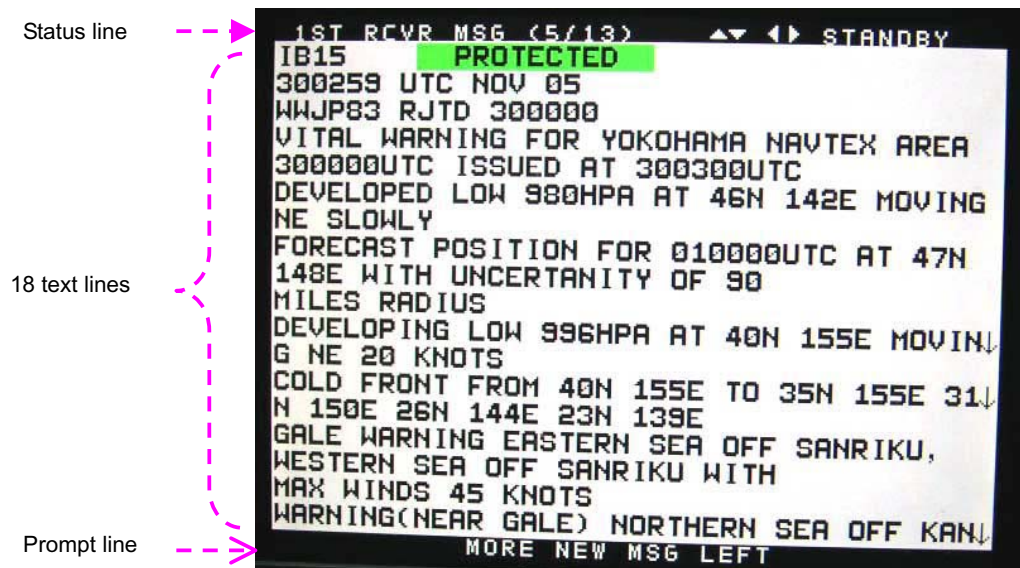 Status line
1ST RCVR MSG (5/13) ▲▼ ◀▶ STANDBY
IB15 PROTECTED
300259 UTC NOV 05
WWJP83 RJTD 300000
VITAL WARNING FOR YOKOHAMA NAVTEX AREA
300000UTC ISSUED AT 300300UTC
DEVELOPED LOW 980HPA AT 46N 142E MOVING
NE SLOWLY
FORECAST POSITION FOR 010000UTC AT 47N
148E WITH UNCERTANITY OF 90
MILES RADIUS
DEVELOPING LOW 996HPA AT 40N 155E MOVIN↓
G NE 20 KNOTS
COLD FRONT FROM 40N 155E TO 35N 155E 31↓
N 150E 26N 144E 23N 139E
GALE WARNING EASTERN SEA OFF SANRIKU,
WESTERN SEA OFF SANRIKU WITH
MAX WINDS 45 KNOTS
WARNING(NEAR GALE) NORTHERN SEA OFF KAN↓
18 text lines
Prompt line
MORE NEW MSG LEFT